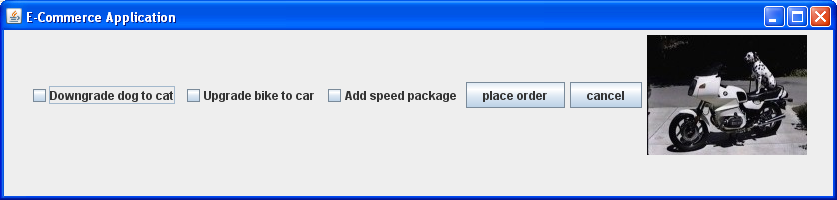 E-Commerce Application
Downgrade dog to cat Upgrade bike to car Add speed package place order cancel